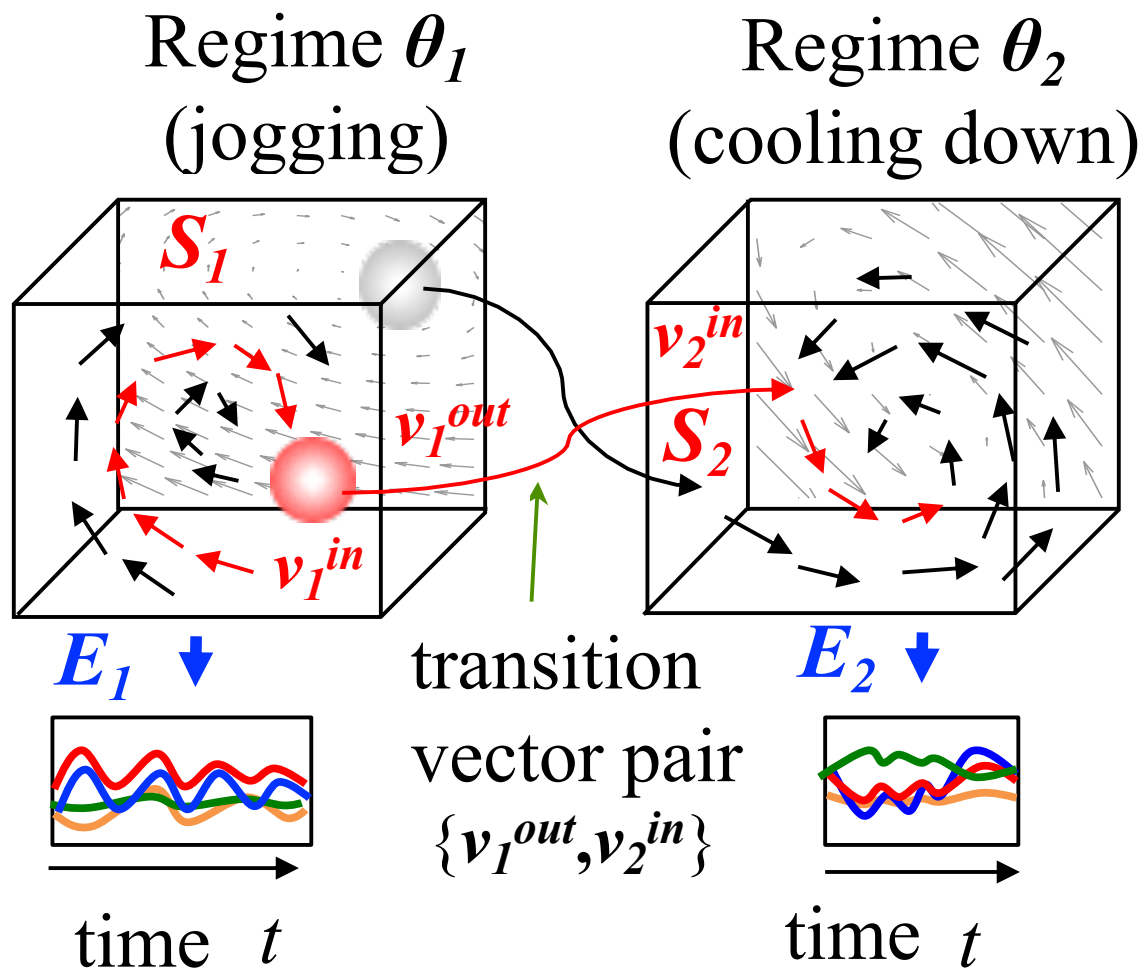 Regime θ₁
(jogging)
Regime θ₂
(cooling down)
S₁
v₁ᵒᵘᵗ
v₁ⁱⁿ
v₂ⁱⁿ
S₂
E₁
E₂
transition
vector pair
{v₁ᵒᵘᵗ,v₂ⁱⁿ}
time t
time t